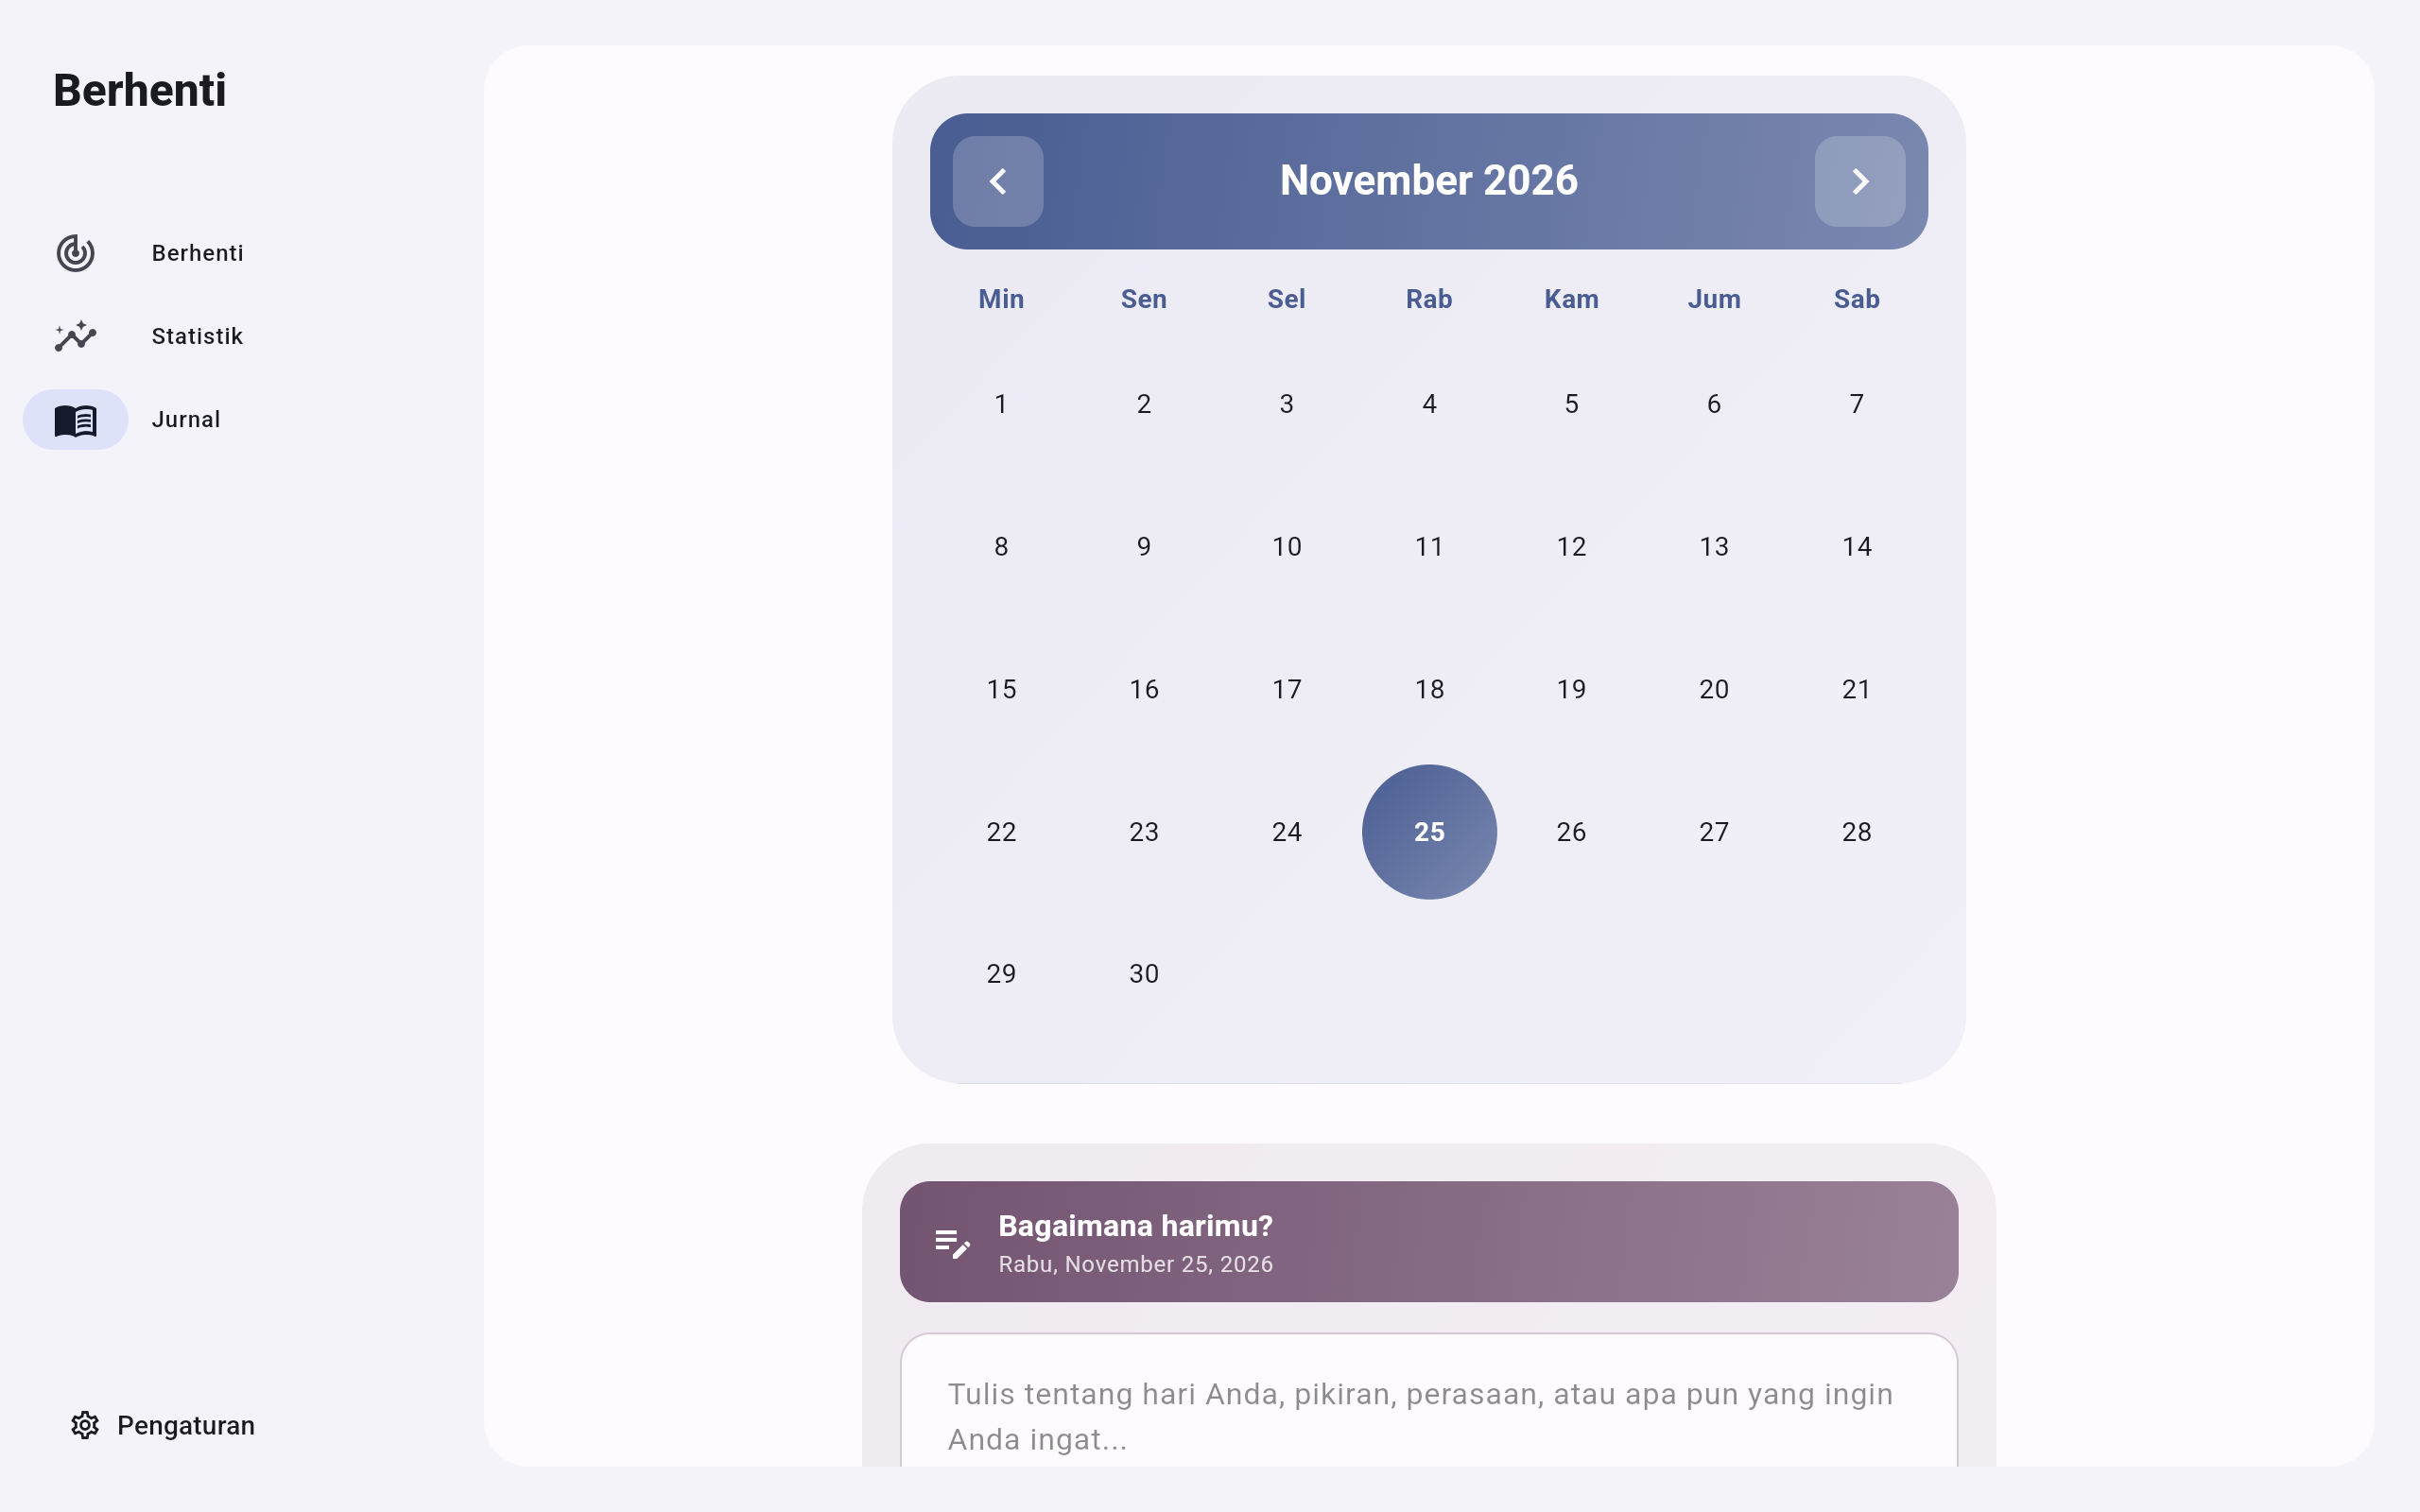 Berhenti
Berhenti
Statistik
Jurnal
Pengaturan
November 2026
Min Sen Sel Rab Kam Jum Sab
1 2 3 4 5 6 7
8 9 10 11 12 13 14
15 16 17 18 19 20 21
22 23 24 25 26 27 28
29 30
Bagaimana harimu?
Rabu, November 25, 2026
Tulis tentang hari Anda, pikiran, perasaan, atau apa pun yang ingin
Anda ingat...